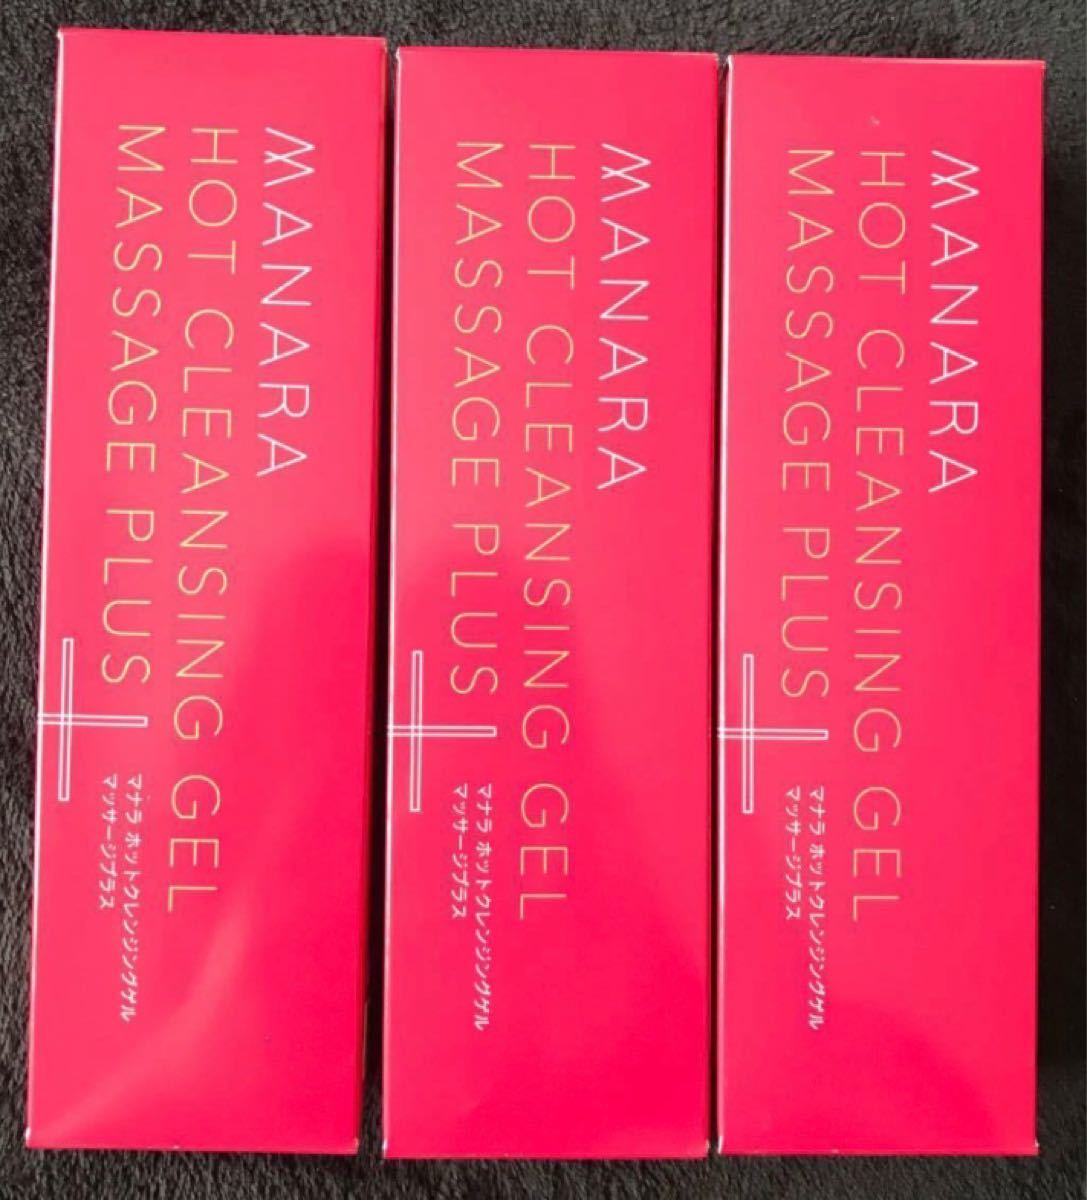 MANARA
HOT CLEANSING GEL
MASSAGE PLUS
マナラ ホットクレンジングゲル
マッサージプラス
MANARA
HOT CLEANSING GEL
MASSAGE PLUS
マナラ ホットクレンジングゲル
マッサージプラス
MANARA
HOT CLEANSING GEL
MASSAGE PLUS
マナラ ホットクレンジングゲル
マッサージプラス